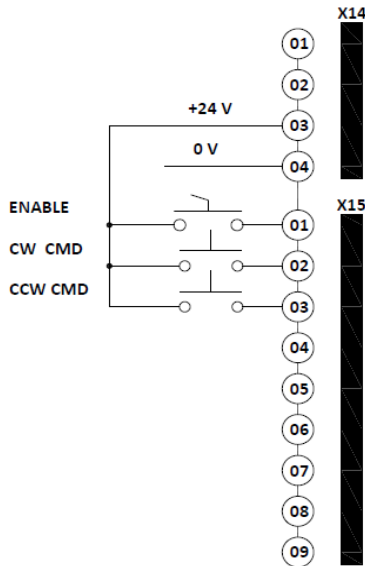 X14
01
02
+24 V 03
0 V 04
X15
ENABLE 01
CW CMD 02
CCW CMD 03
04
05
06
07
08
09